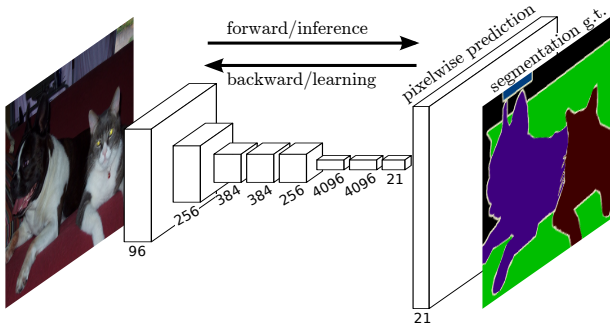 forward/inference
backward/learning
pixelwise prediction
segmentation g.t.
96
256
384
384
256
4096
4096
21
21